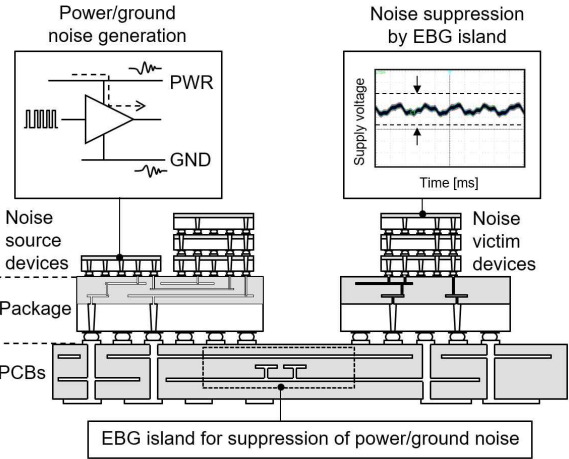 Power/ground
noise generation
Noise suppression
by EBG island
PWR
GND
Supply voltage
Time [ms]
Noise
source
devices
Noise
victim
devices
Package
PCBs
EBG island for suppression of power/ground noise